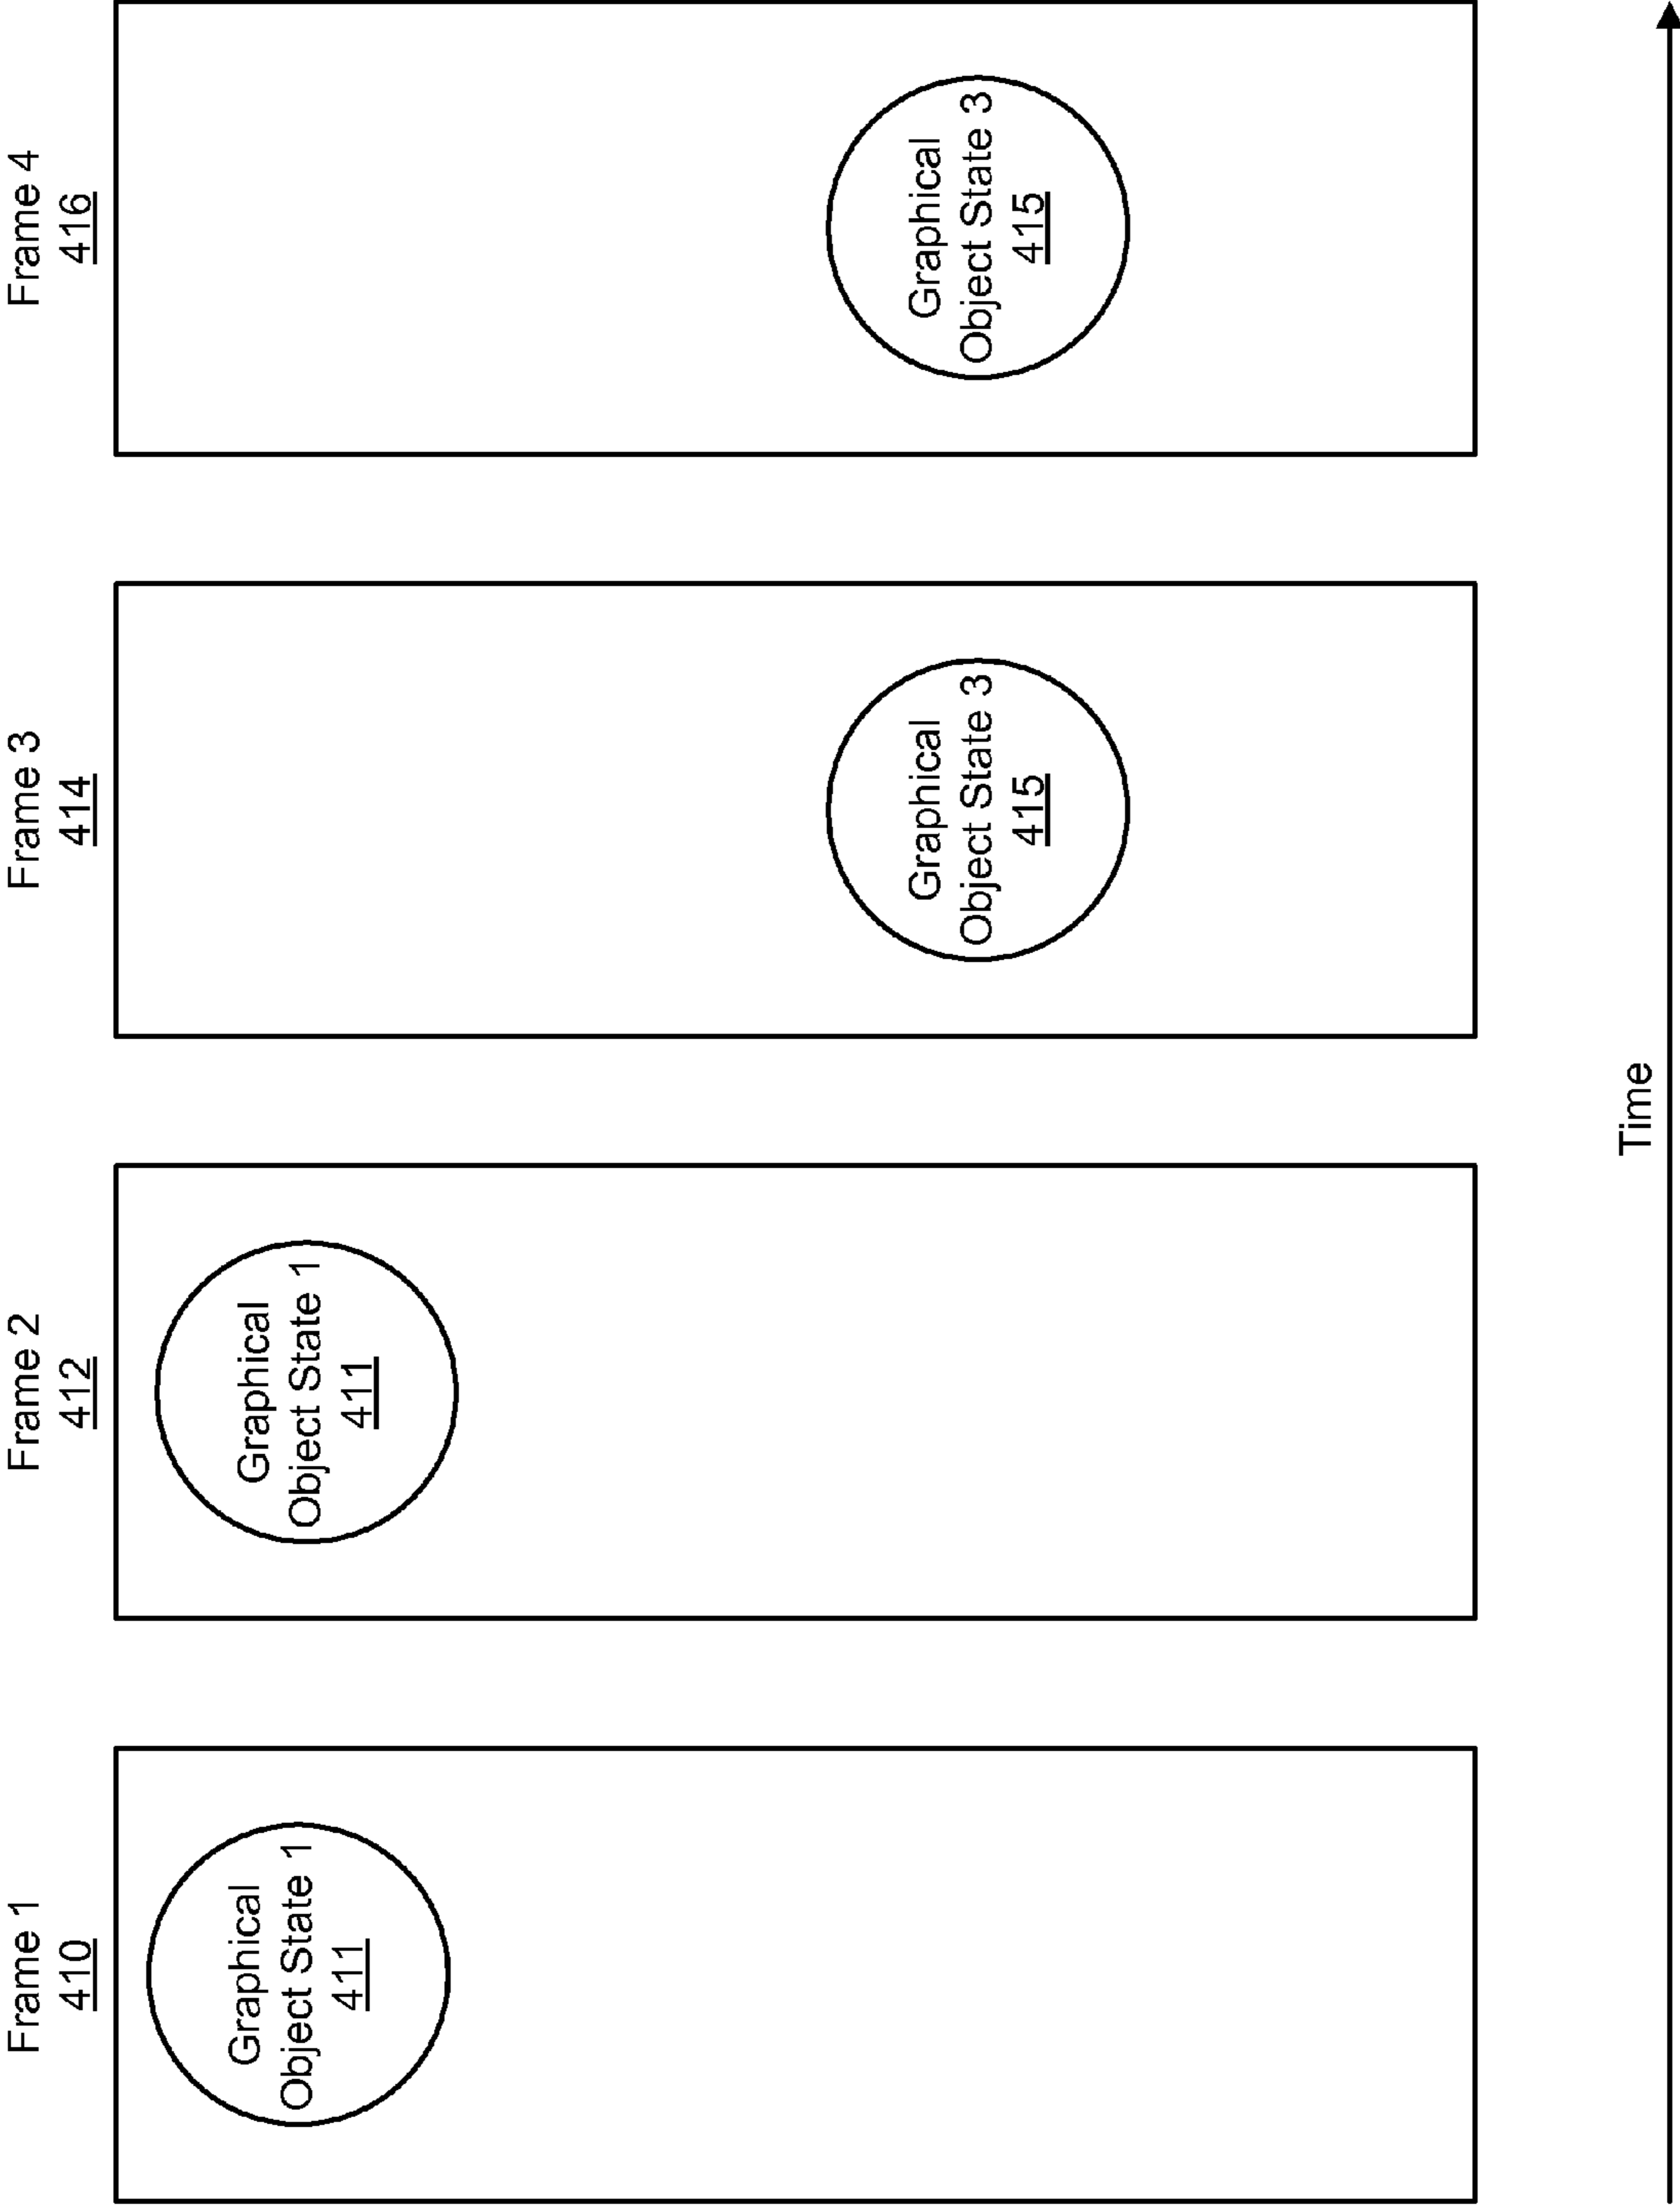 Frame 1
410
Graphical
Object State 1
411
Frame 2
412
Graphical
Object State 1
411
Frame 3
414
Graphical
Object State 3
415
Frame 4
416
Graphical
Object State 3
415
Time